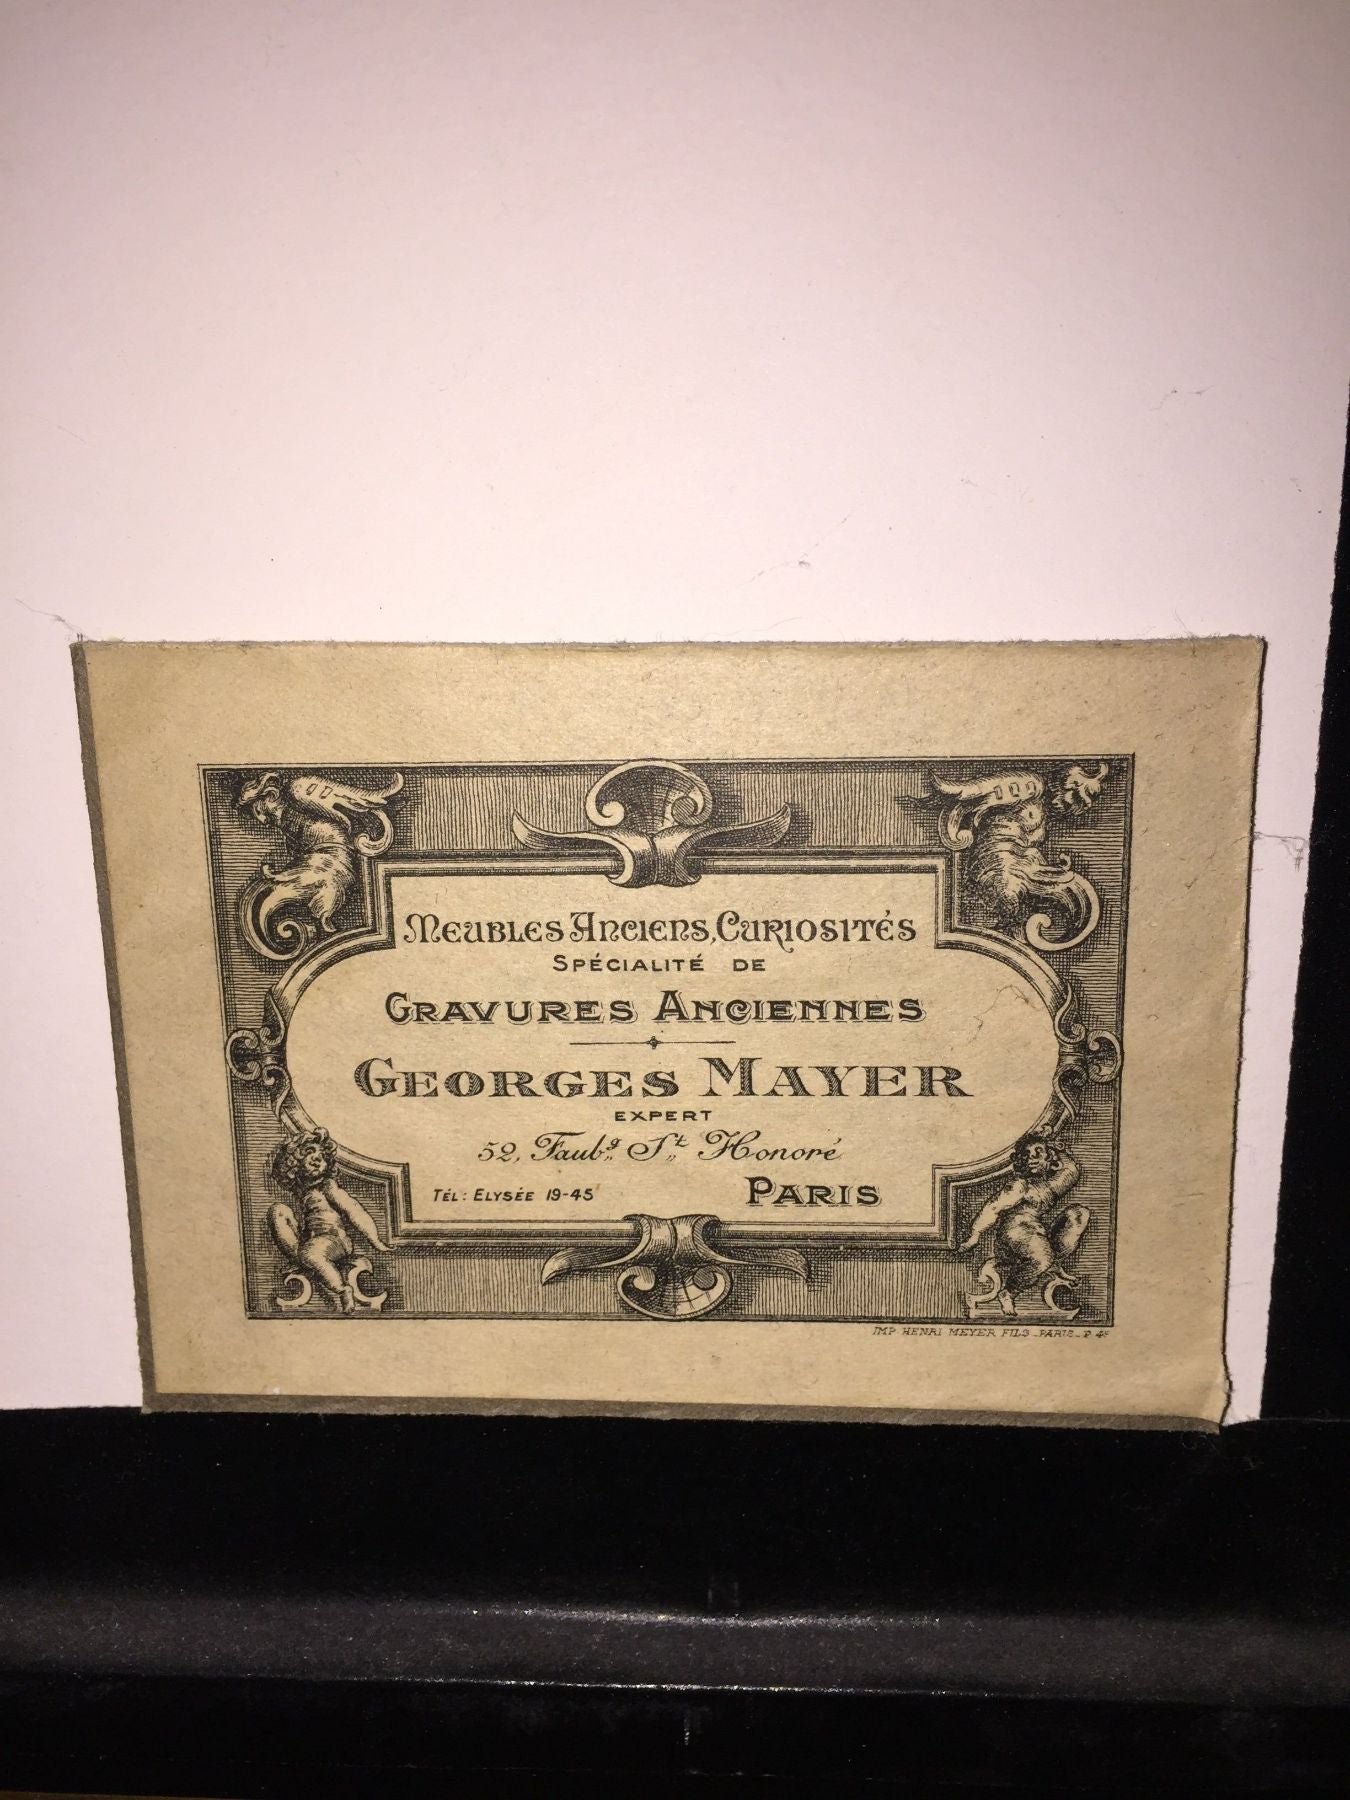 Meubles Anciens, Curiosités
Spécialité de
Gravures Anciennes
Georges Mayer
EXPERT
52, Faubg. St. Honoré
Tél: Elysée 19-45 Paris
IMP HENRI MEYER FILS _ PARIS _